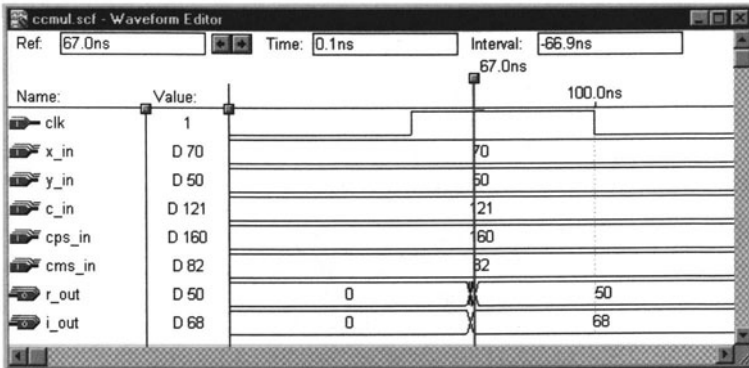 ccmul.scf - Waveform Editor
Ref: 67.0ns Time: 0.1ns Interval: -66.9ns
67.0ns
Name: Value: 100.0ns
clk 1
x_in D 70 70
y_in D 50 50
c_in D 121 121
cps_in D 160 160
cms_in D 82 82
r_out D 50 0 50
i_out D 68 0 68